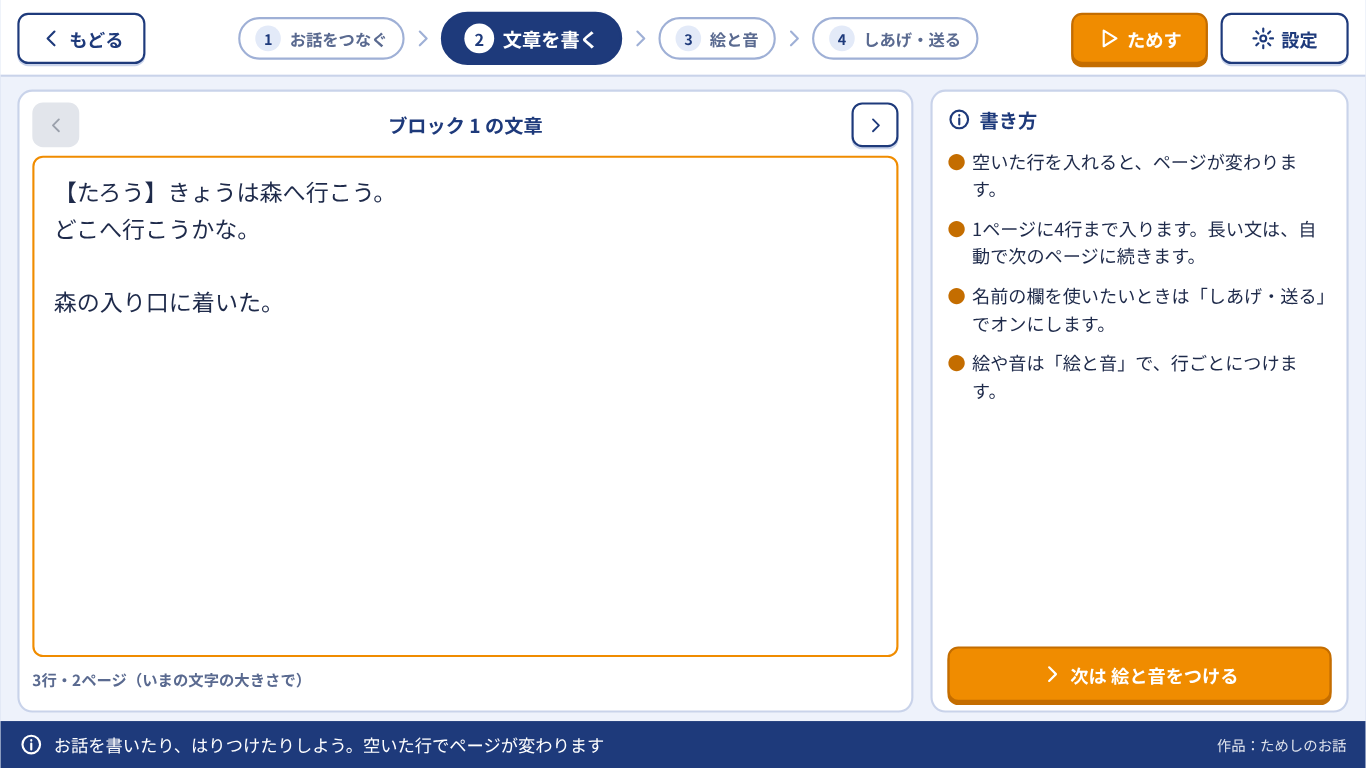 もどる
1 お話をつなぐ
2 文章を書く
3 絵と音
4 しあげ・送る
ためす
設定
ブロック 1 の文章
【たろう】きょうは森へ行こう。
どこへ行こうかな。
森の入り口に着いた。
3行・2ページ（いまの文字の大きさで）
書き方
空いた行を入れると、ページが変わりま
す。
1ページに4行まで入ります。長い文は、自
動で次のページに続きます。
名前の欄を使いたいときは「しあげ・送る」
でオンにします。
絵や音は「絵と音」で、行ごとにつけま
す。
次は 絵と音をつける
お話を書いたり、はりつけたりしよう。空いた行でページが変わります
作品：ためしのお話